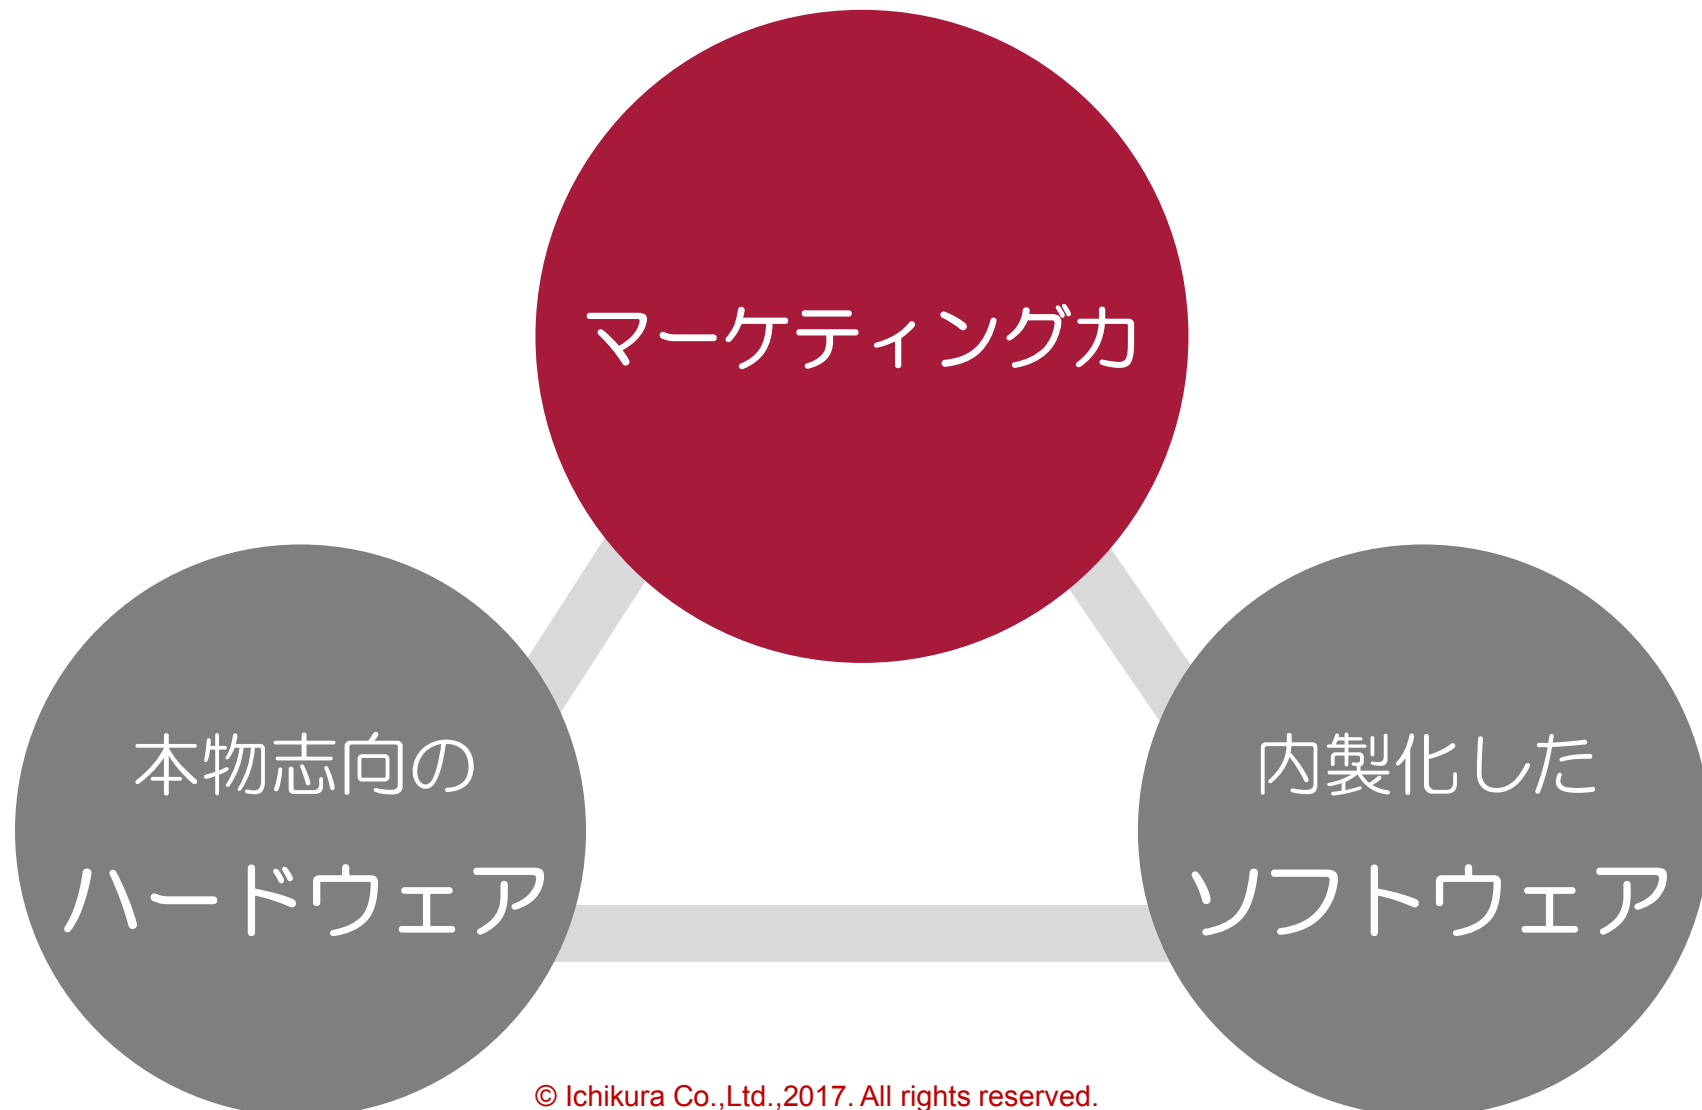 マーケティング力
本物志向の
ハードウェア
内製化した
ソフトウェア
© Ichikura Co.,Ltd.,2017. All rights reserved.